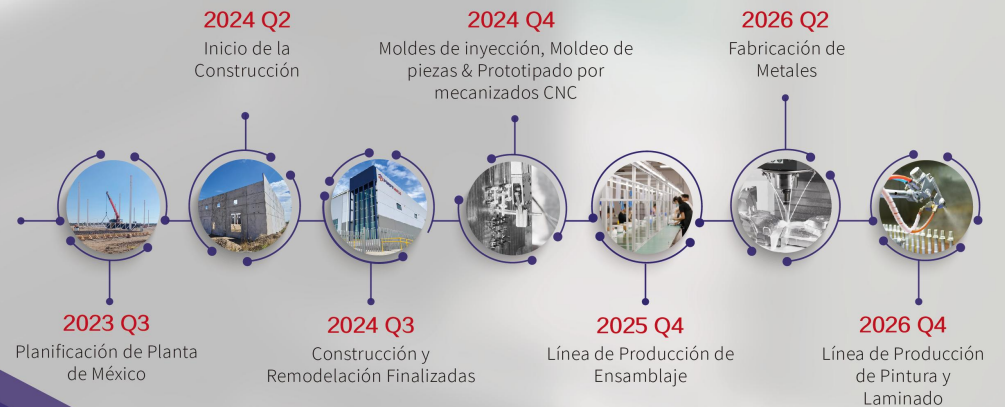 2024 Q2
Inicio de la
Construcción
2024 Q4
Moldes de inyección, Moldeo de
piezas & Prototipado por
mecanizados CNC
2026 Q2
Fabricación de
Metales
2023 Q3
Planificación de Planta
de México
2024 Q3
Construcción y
Remodelación Finalizadas
2025 Q4
Línea de Producción de
Ensamblaje
2026 Q4
Línea de Producción
de Pintura y
Laminado